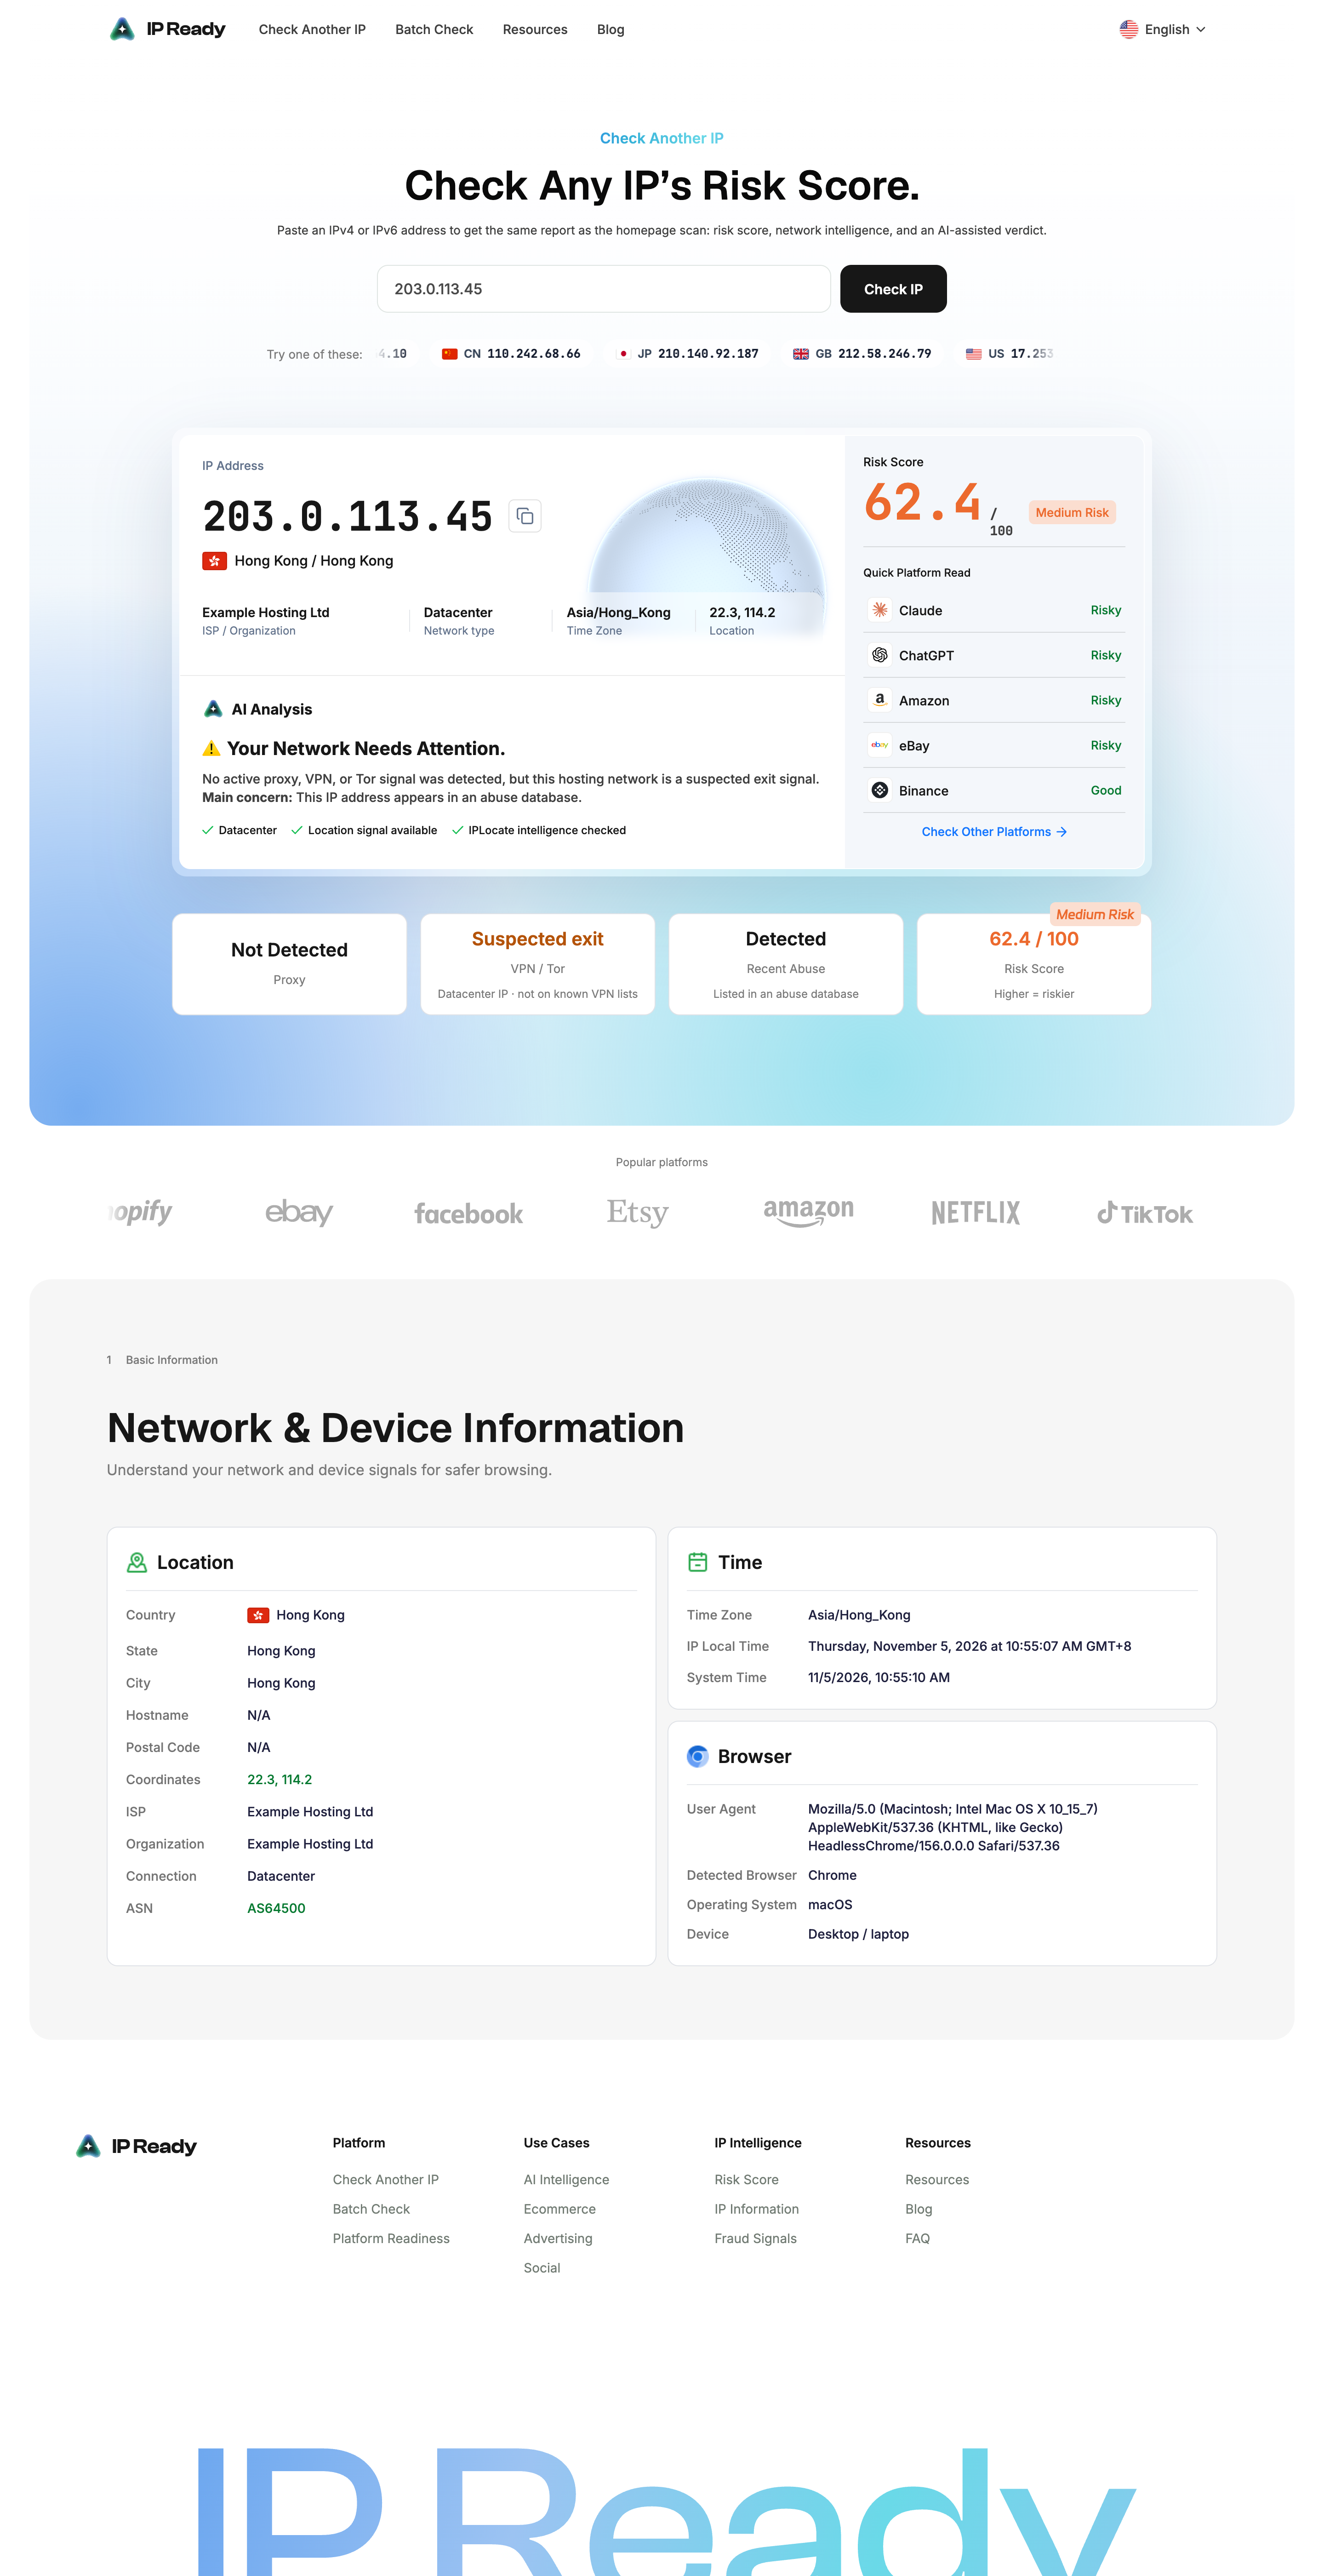 IP Ready
Check Another IP
Batch Check
Resources
Blog
English
Check Another IP
Check Any IP’s Risk Score.
Paste an IPv4 or IPv6 address to get the same report as the homepage scan: risk score, network intelligence, and an AI-assisted verdict.
203.0.113.45
Check IP
Try one of these:
4.10
CN 110.242.68.66
JP 210.140.92.187
GB 212.58.246.79
US 17.253
IP Address
203.0.113.45
Hong Kong / Hong Kong
Example Hosting Ltd
ISP / Organization
Datacenter
Network type
Asia/Hong_Kong
Time Zone
22.3, 114.2
Location
AI Analysis
Your Network Needs Attention.
No active proxy, VPN, or Tor signal was detected, but this hosting network is a suspected exit signal.
Main concern: This IP address appears in an abuse database.
Datacenter
Location signal available
IPLocate intelligence checked
Risk Score
62.4 / 100
Medium Risk
Quick Platform Read
Claude Risky
ChatGPT Risky
Amazon Risky
ebay
eBay Risky
Binance Good
Check Other Platforms →
Not Detected
Proxy
Suspected exit
VPN / Tor
Datacenter IP · not on known VPN lists
Detected
Recent Abuse
Listed in an abuse database
Medium Risk
62.4 / 100
Risk Score
Higher = riskier
Popular platforms
opify
ebay
facebook
Etsy
amazon
NETFLIX
TikTok
1 Basic Information
Network & Device Information
Understand your network and device signals for safer browsing.
Location
Country Hong Kong
State Hong Kong
City Hong Kong
Hostname N/A
Postal Code N/A
Coordinates 22.3, 114.2
ISP Example Hosting Ltd
Organization Example Hosting Ltd
Connection Datacenter
ASN AS64500
Time
Time Zone Asia/Hong_Kong
IP Local Time Thursday, November 5, 2026 at 10:55:07 AM GMT+8
System Time 11/5/2026, 10:55:10 AM
Browser
User Agent Mozilla/5.0 (Macintosh; Intel Mac OS X 10_15_7)
AppleWebKit/537.36 (KHTML, like Gecko)
HeadlessChrome/156.0.0.0 Safari/537.36
Detected Browser Chrome
Operating System macOS
Device Desktop / laptop
IP Ready
Platform
Check Another IP
Batch Check
Platform Readiness
Use Cases
AI Intelligence
Ecommerce
Advertising
Social
IP Intelligence
Risk Score
IP Information
Fraud Signals
Resources
Resources
Blog
FAQ
IP Ready